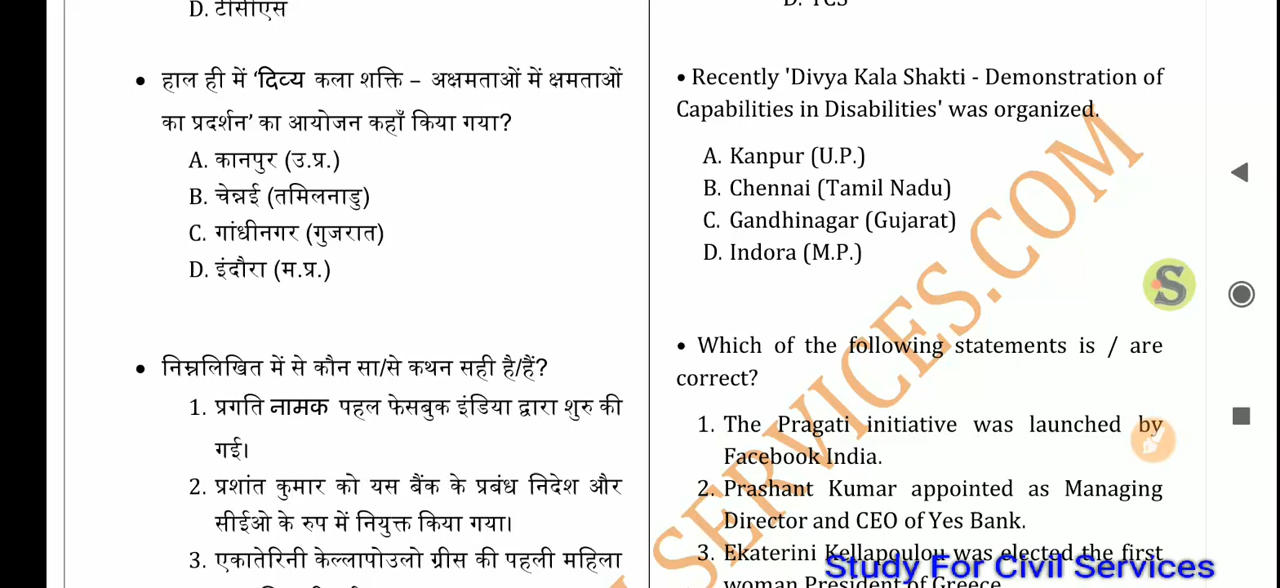 D. टीसीएस
• हाल ही में ‘दिव्य कला शक्ति – अक्षमताओं में क्षमताओं
का प्रदर्शन’ का आयोजन कहाँ किया गया?
A. कानपुर (उ.प्र.)
B. चेन्नई (तमिलनाडु)
C. गांधीनगर (गुजरात)
D. इंदौरा (म.प्र.)
• निम्नलिखित में से कौन सा/से कथन सही है/हैं?
1. प्रगति नामक पहल फेसबुक इंडिया द्वारा शुरु की
गई।
2. प्रशांत कुमार को यस बैंक के प्रबंध निदेश और
सीईओ के रुप में नियुक्त किया गया।
3. एकातेरिनी केल्लापोउलो ग्रीस की पहली महिला
D. TCS
• Recently 'Divya Kala Shakti - Demonstration of
Capabilities in Disabilities' was organized.
A. Kanpur (U.P.)
B. Chennai (Tamil Nadu)
C. Gandhinagar (Gujarat)
D. Indora (M.P.)
• Which of the following statements is / are
correct?
1. The Pragati initiative was launched by
Facebook India.
2. Prashant Kumar appointed as Managing
Director and CEO of Yes Bank.
3. Ekaterini Kellapoulou was elected the first
woman President of Greece
SERVICES.COM
S
Study For Civil Services